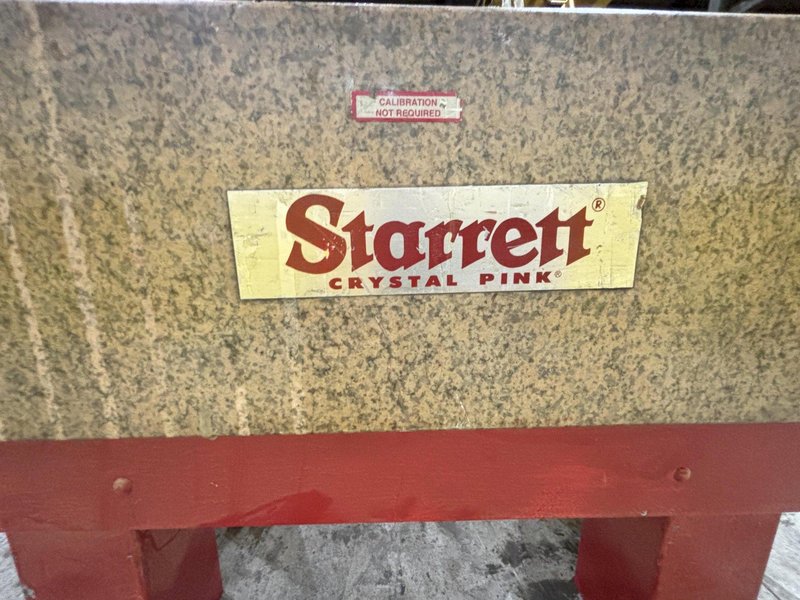 CALIBRATION
NOT REQUIRED
Starrett®
CRYSTAL PINK®